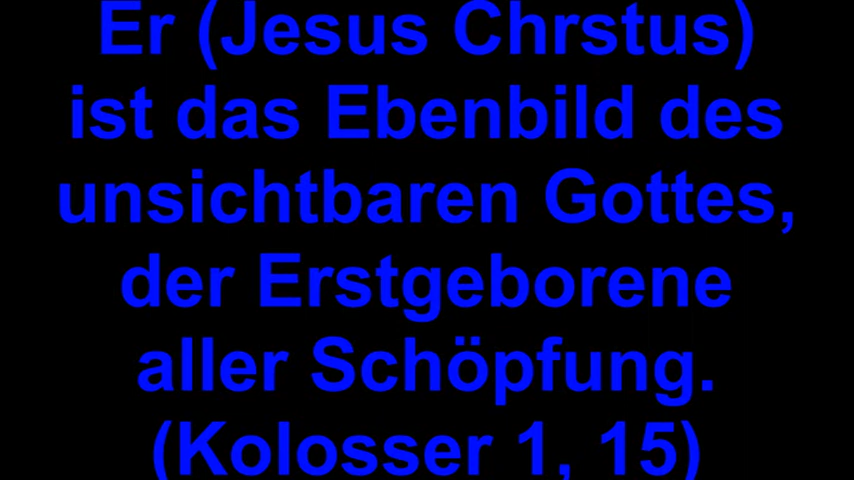 Er (Jesus Chrstus)
ist das Ebenbild des
unsichtbaren Gottes,
der Erstgeborene
aller Schöpfung.
(Kolosser 1, 15)